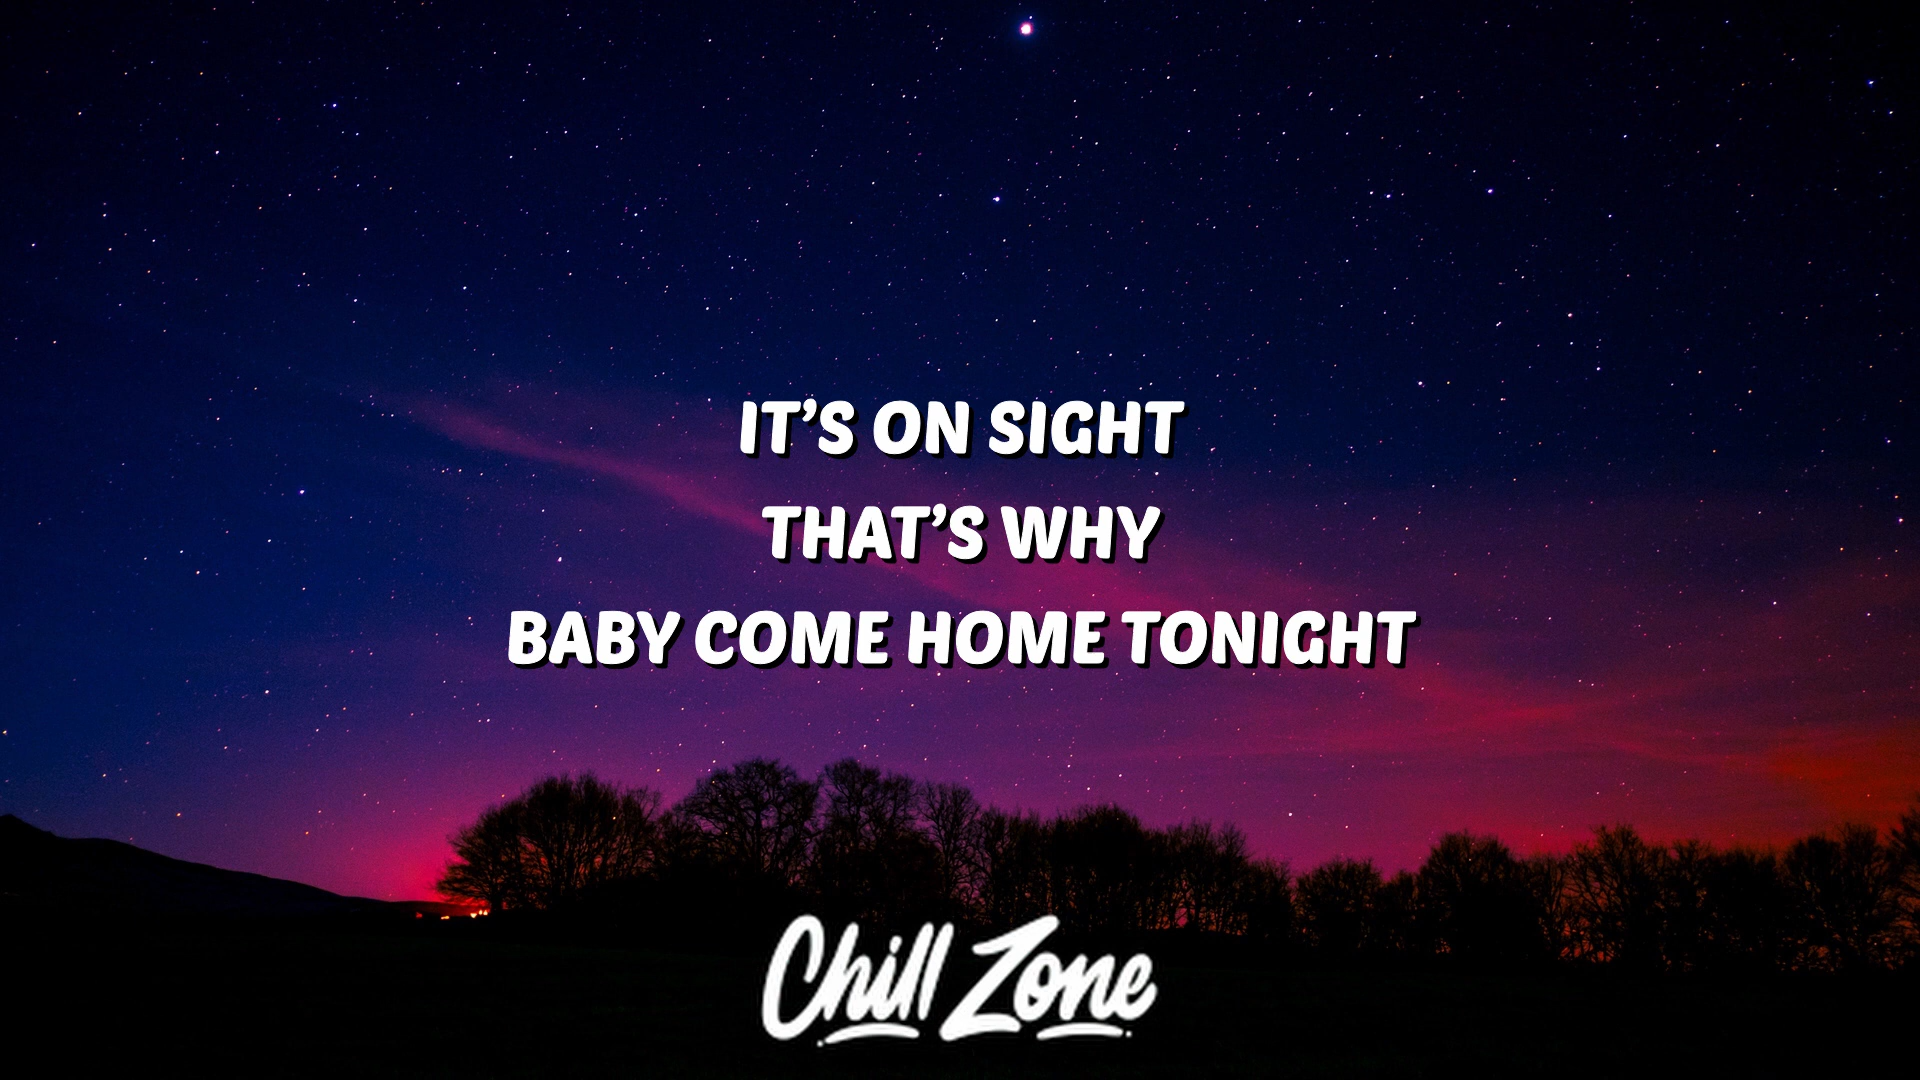 IT’S ON SIGHT
THAT’S WHY
BABY COME HOME TONIGHT
Chill Zone